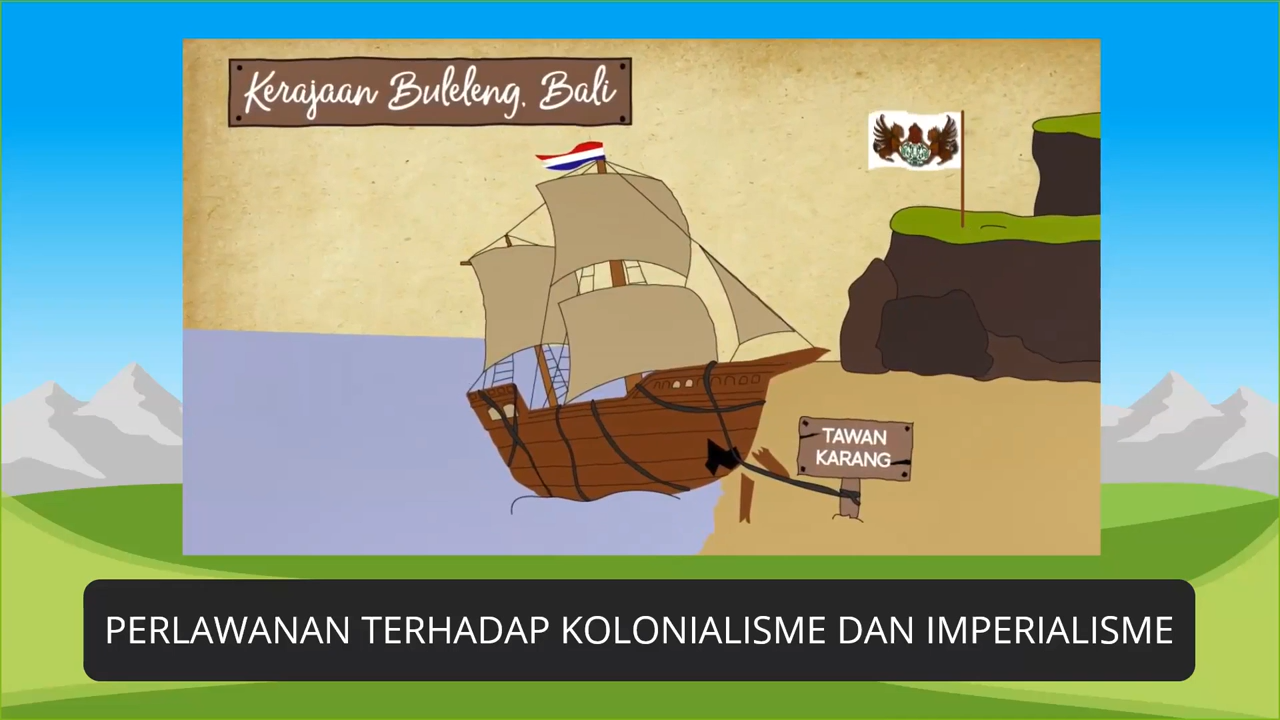 Kerajaan Buleleng, Bali
TAWAN
KARANG
PERLAWANAN TERHADAP KOLONIALISME DAN IMPERIALISME